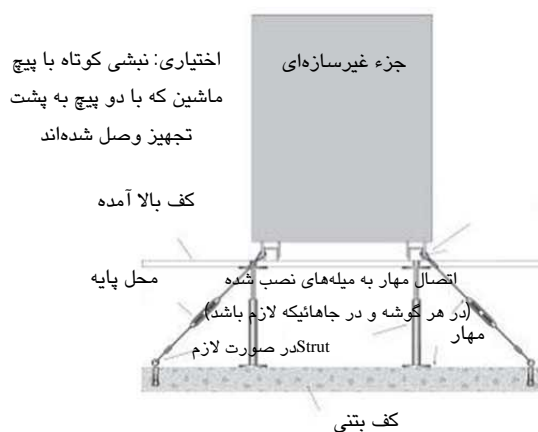 اختیاری: نبشی کوتاه با پیچ
ماشین که با دو پیچ به پشت
تجهیز وصل شده‌اند
جزء غیرسازه‌ای
کف بالا آمده
محل پایه
اتصال مهار به میله‌های نصب شده
(در هر گوشه و در جاهائیکه لازم باشد)
مهار
Strutدر صورت لازم
کف بتنی